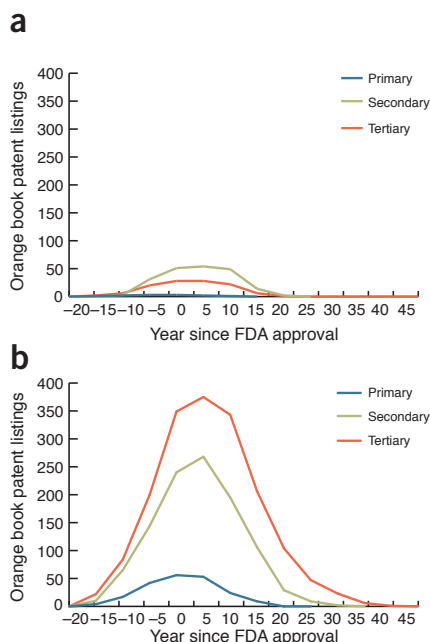 a
Orange book patent listings
400
350
300
250
200
150
100
50
0
Primary
Secondary
Tertiary
–20 –15 –10 –5 0 5 10 15 20 25 30 35 40 45
Year since FDA approval
b
Orange book patent listings
400
350
300
250
200
150
100
50
0
Primary
Secondary
Tertiary
–20 –15 –10 –5 0 5 10 15 20 25 30 35 40 45
Year since FDA approval